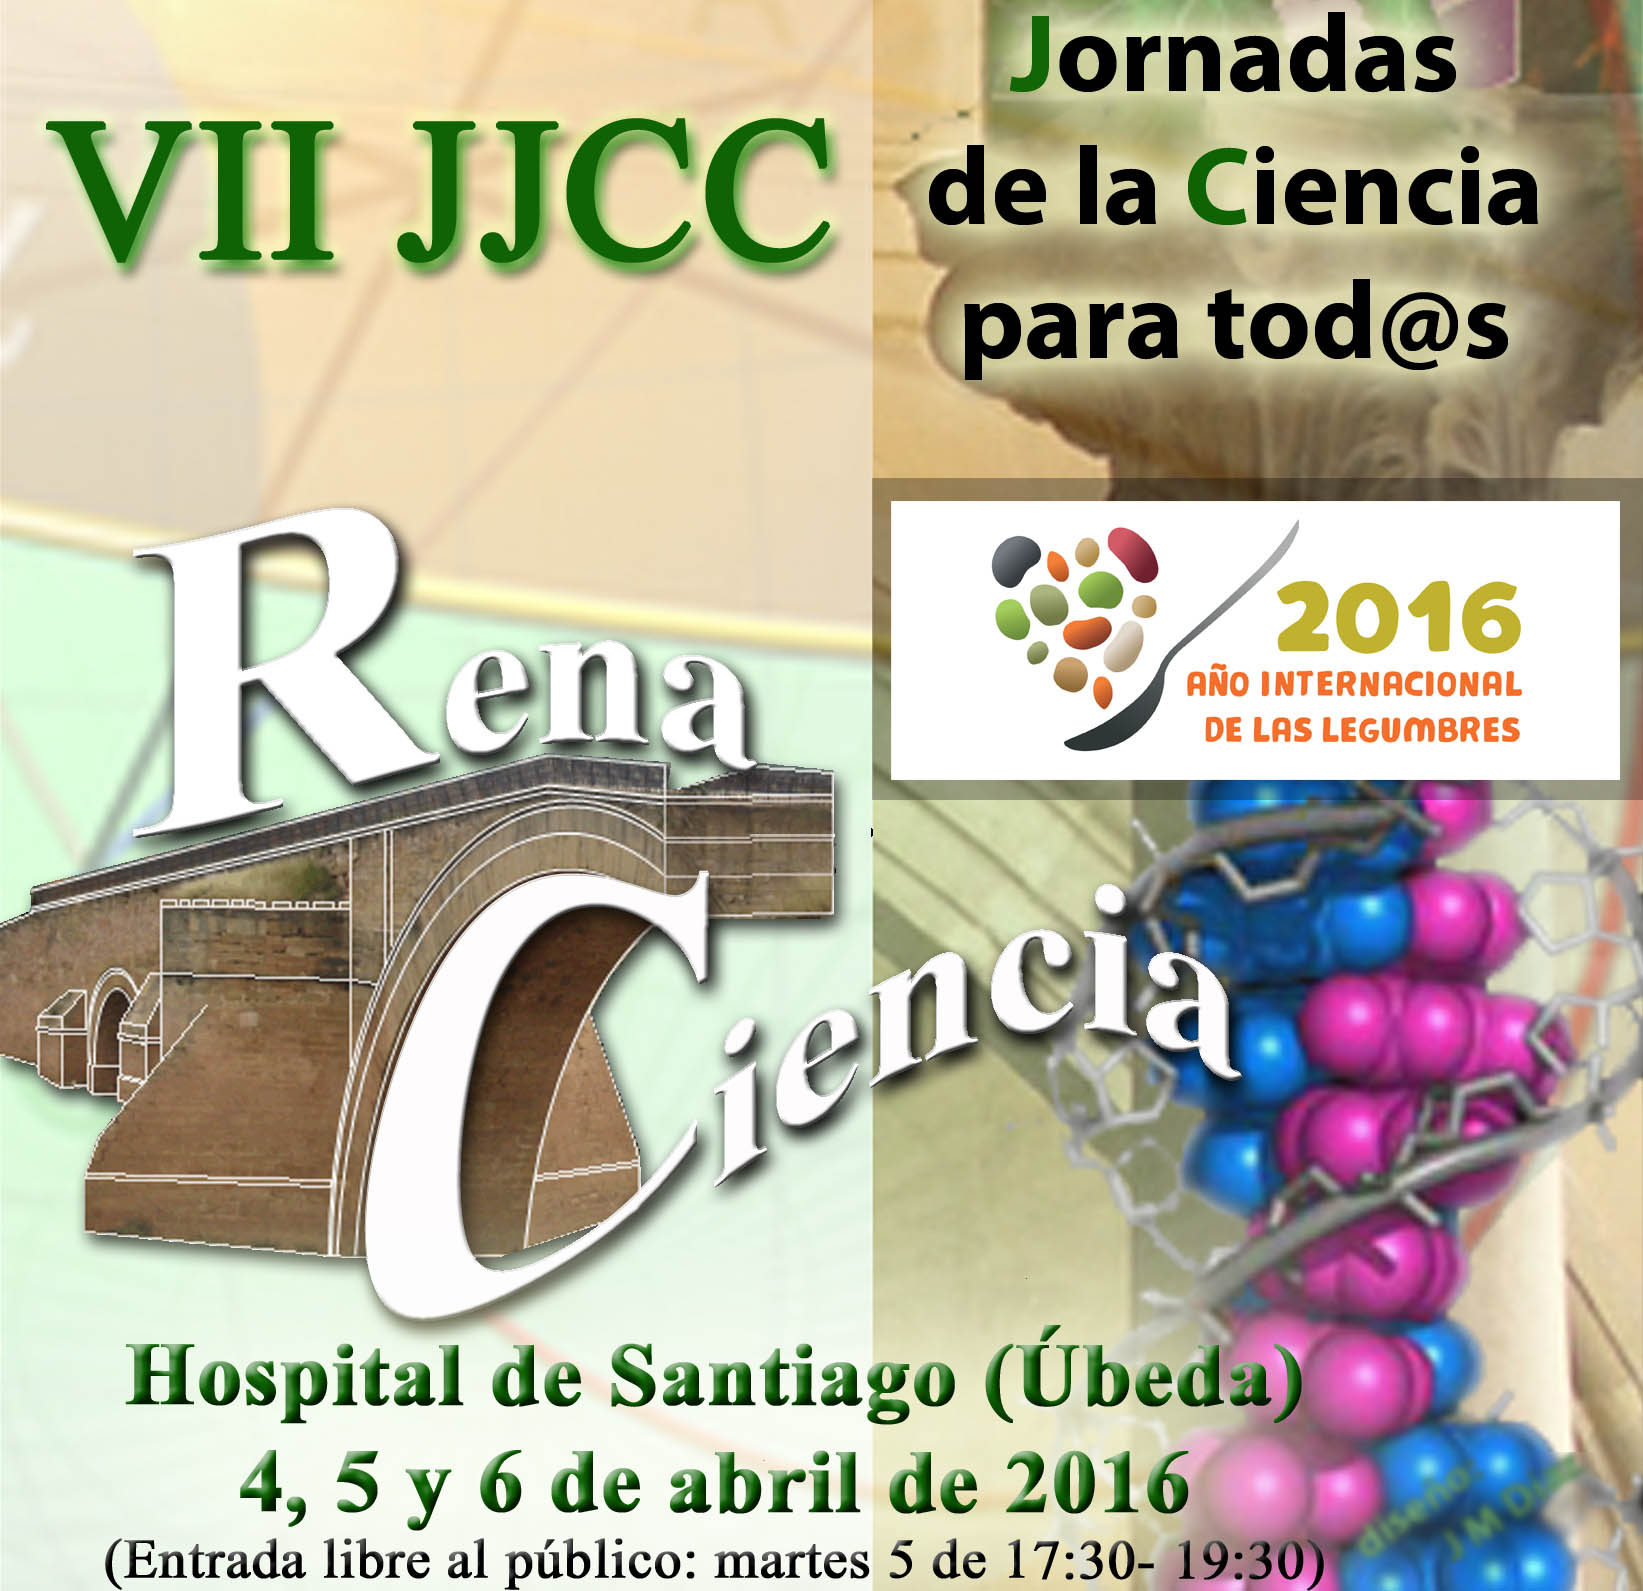 VII JJCC
Jornadas
de la Ciencia
para tod@s
2016
AÑO INTERNACIONAL
DE LAS LEGUMBRES
Rena
Ciencia
Hospital de Santiago (Úbeda)
4, 5 y 6 de abril de 2016
(Entrada libre al público: martes 5 de 17:30- 19:30)
diseño:
J M